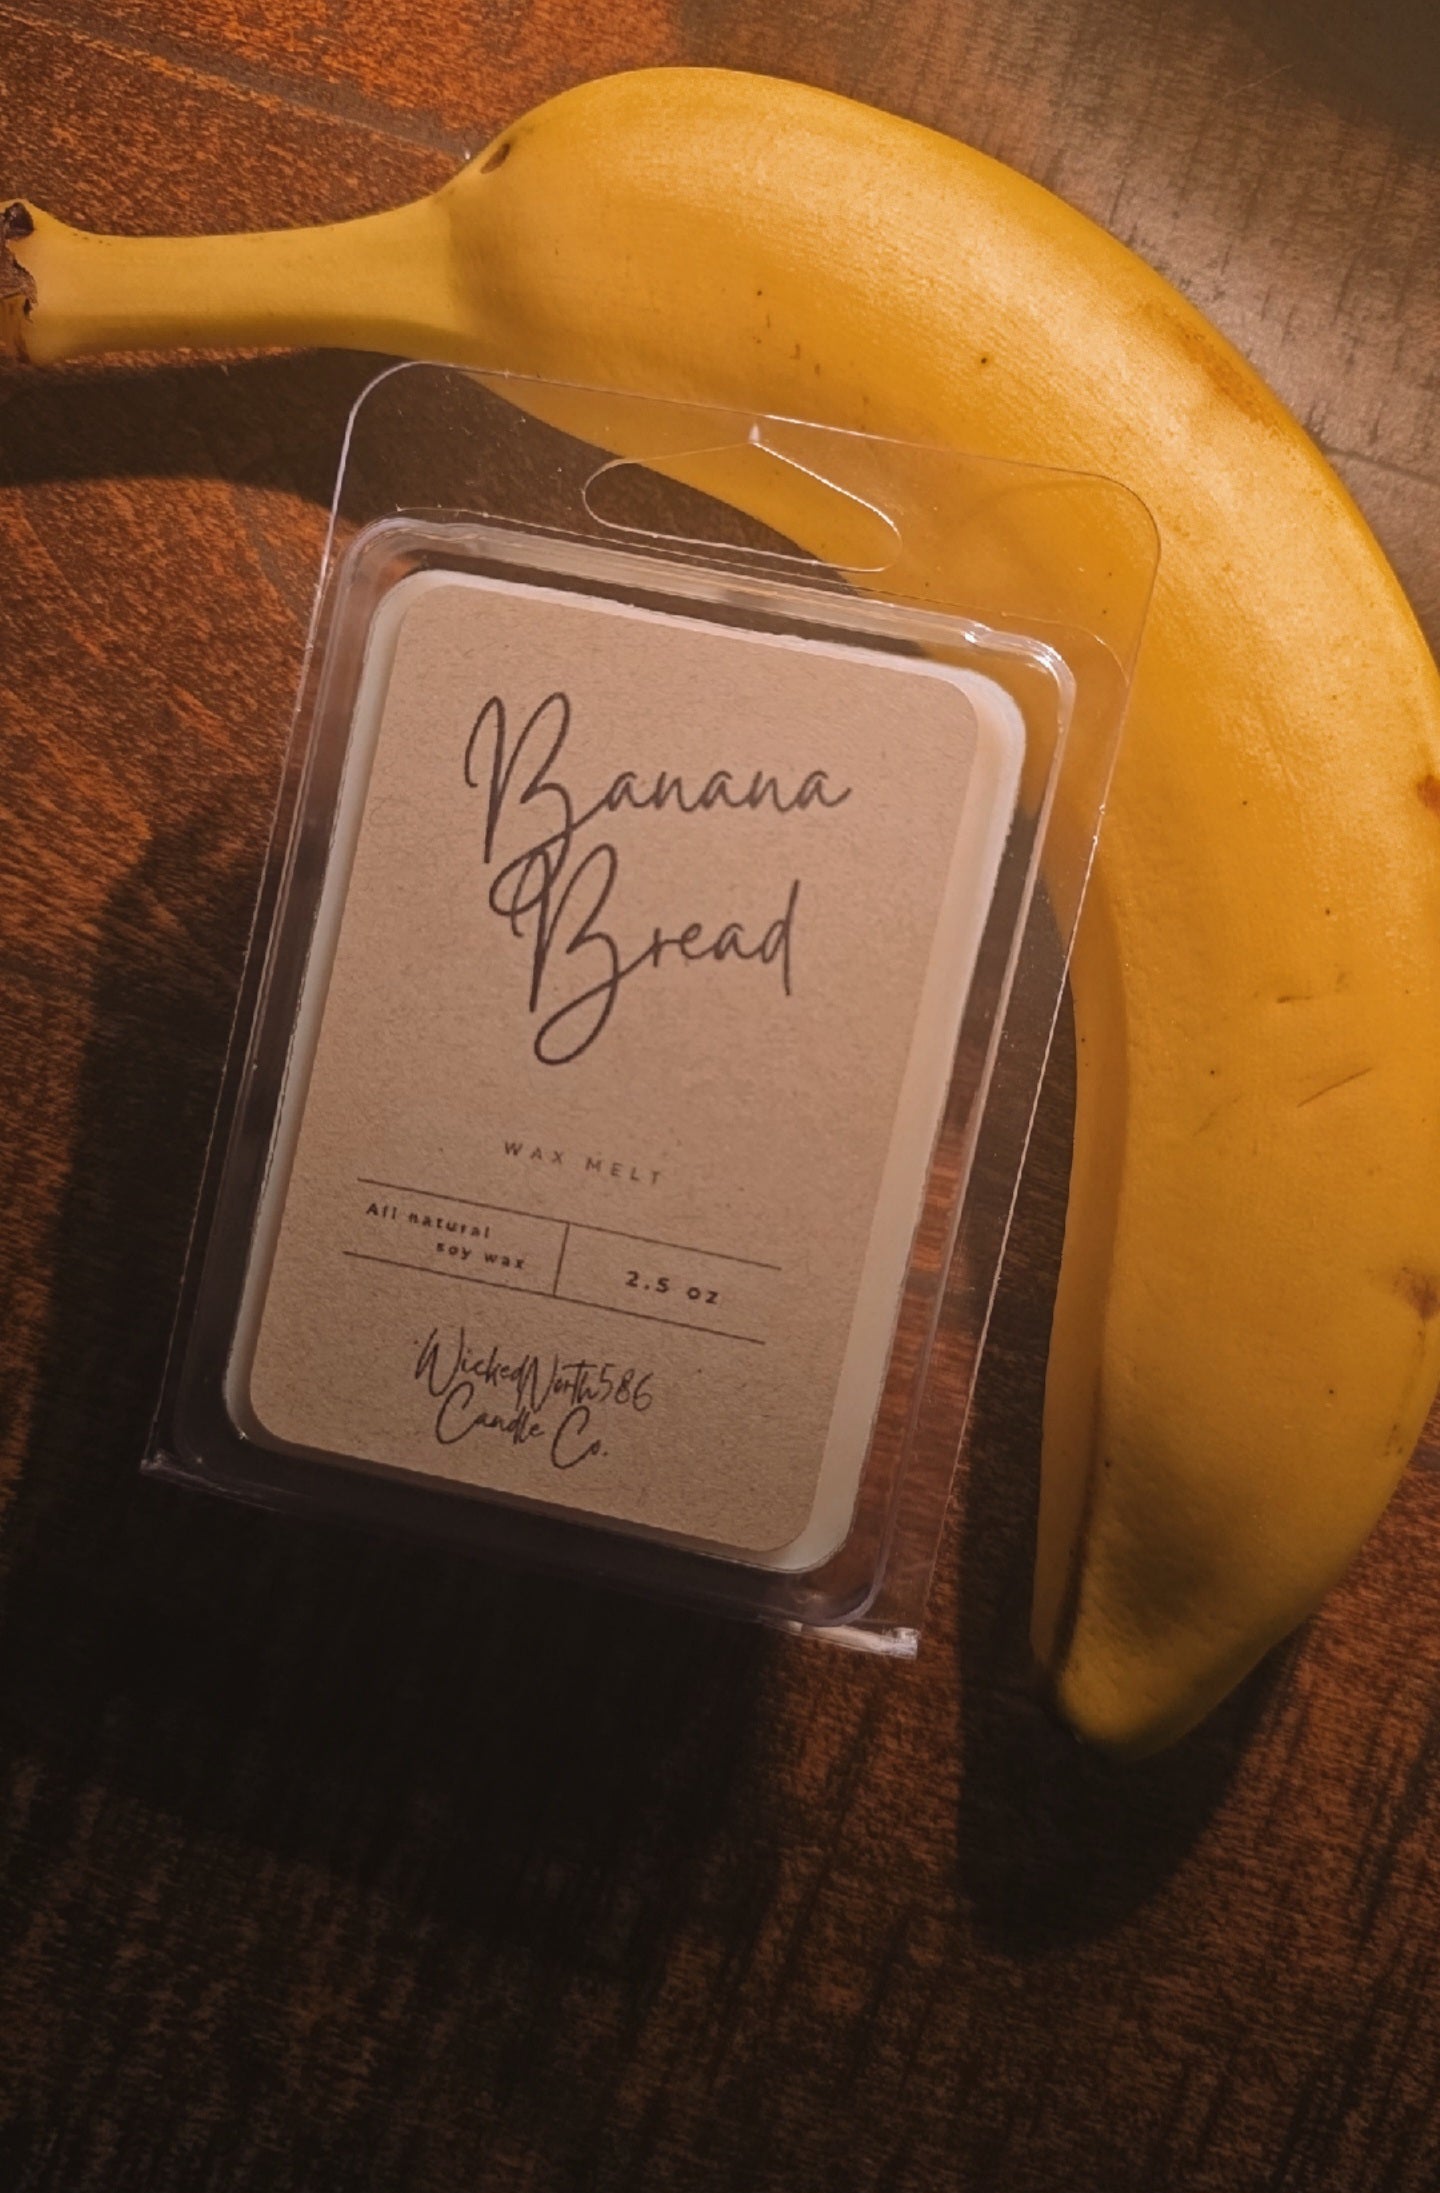 Banana
Bread
WAX MELT
All natural
soy wax
2.5 oz
WickedNorth586
Candle Co.